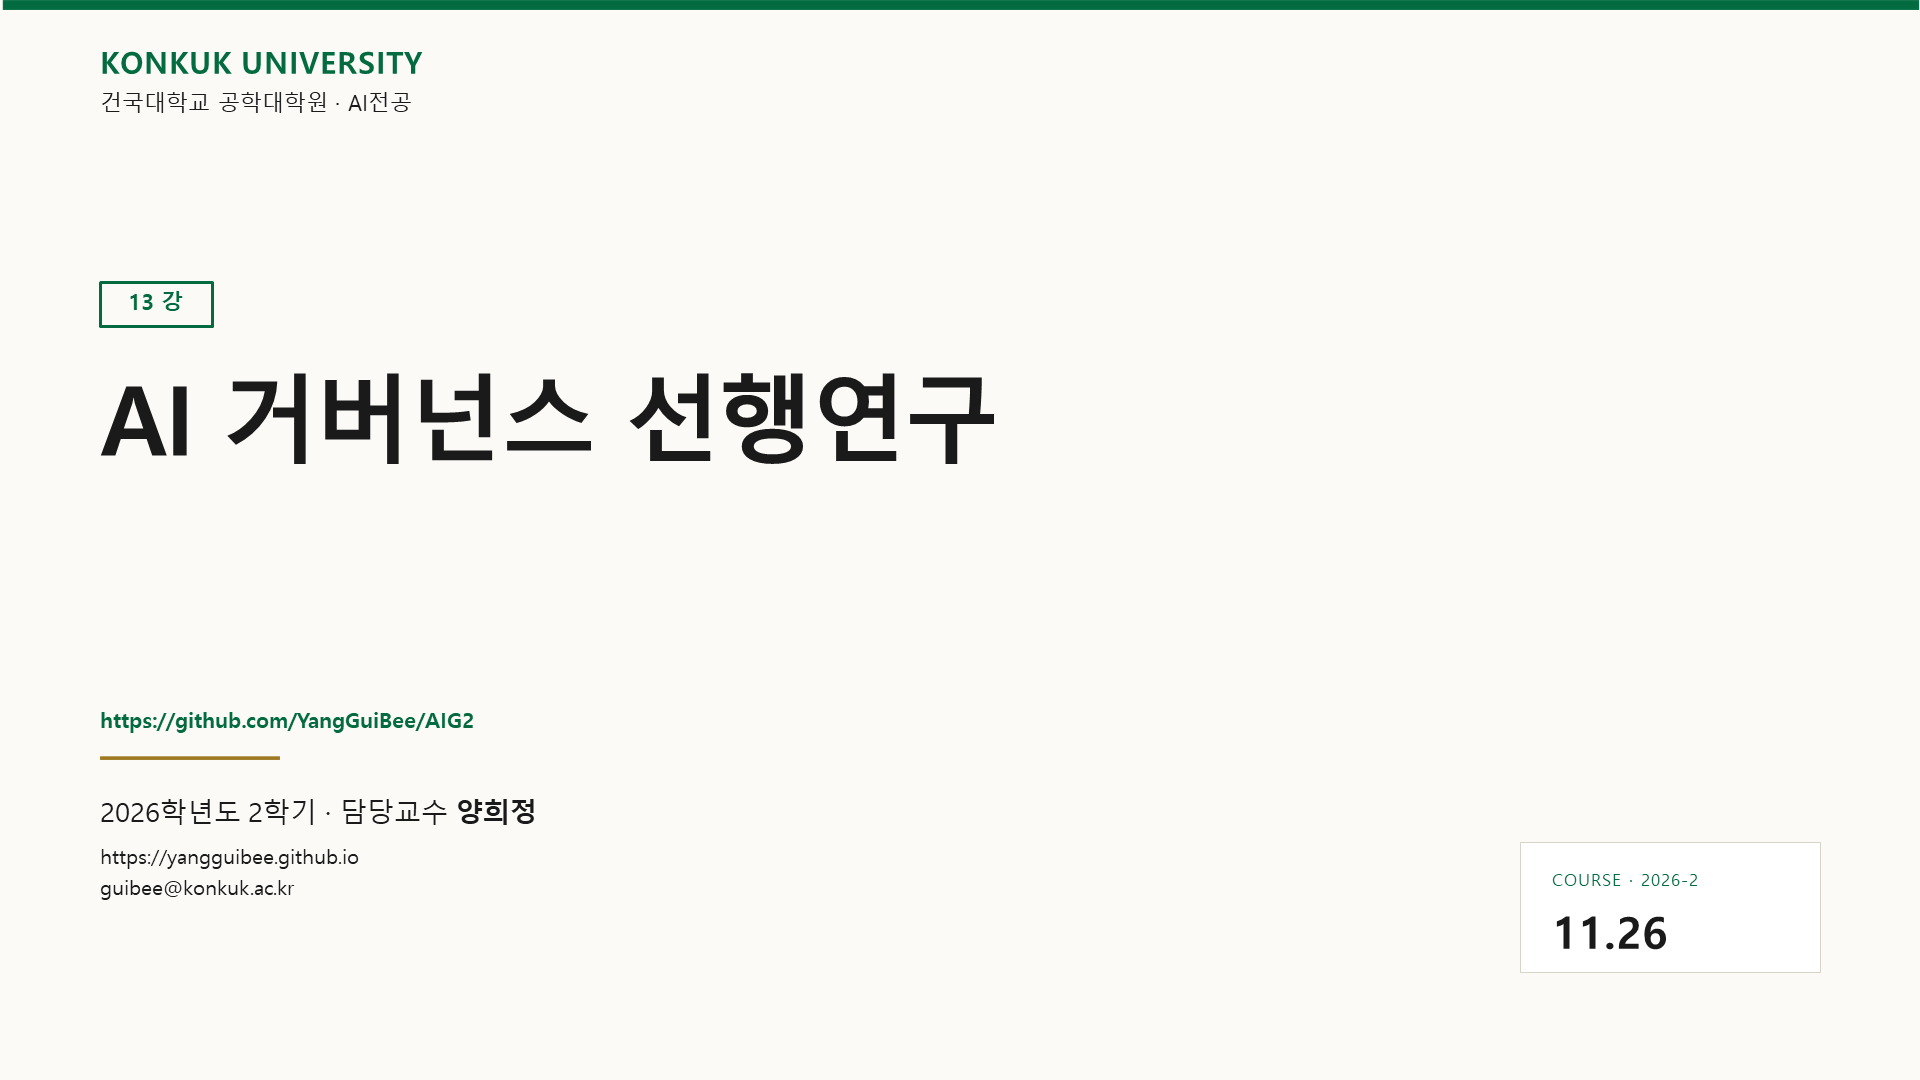 KONKUK UNIVERSITY
건국대학교 공학대학원 · AI전공
13 강
AI 거버넌스 선행연구
https://github.com/YangGuiBee/AIG2
2026학년도 2학기 · 담당교수 양희정
https://yangguibee.github.io
guibee@konkuk.ac.kr
COURSE · 2026-2
11.26